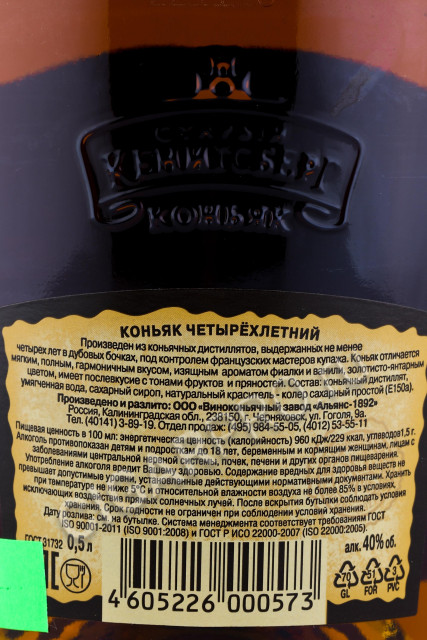 СТАРЫЙ
КЕНИГСБЕРГ
КОНЬЯК
КОНЬЯК ЧЕТЫРЁХЛЕТНИЙ
Произведен из коньячных дистиллятов, выдержанных не менее
четырех лет в дубовых бочках, под контролем французских мастеров купажа. Коньяк отличается
мягким, полным, гармоничным вкусом, изящным ароматом фиалки и ванили, золотисто-янтарным
цветом, имеет послевкусие с тонами фруктов и пряностей. Состав: коньячный дистиллят,
умягченная вода, сахарный сироп, натуральный краситель - колер сахарный простой (E150a).
Произведено и разлито: ООО «Виноконьячный завод «Альянс-1892»
Россия, Калининградская обл., 238150, г. Черняховск, ул. Гоголя, 9а.
Тел. (40141) 3-89-19. Отдел продаж: (495) 984-55-05, (4012) 53-55-11
Пищевая ценность в 100 мл: энергетическая ценность (калорийность) 960 кДж/229 ккал, углеводов1,5 г.
Алкоголь противопоказан детям и подросткам до 18 лет, беременным и кормящим женщинам, лицам с
заболеваниями центральной нервной системы, почек, печени и других органов пищеварения.
Употребление алкоголя вредит Вашему здоровью. Содержание вредных для здоровья веществ не
превышает допустимые уровни, установленные действующими нормативными документами. Хранить
при температуре не ниже 5°С и относительной влажности воздуха не более 85% в условиях,
исключающих воздействие прямых солнечных лучей. После вскрытия бутылки соблюдать условия
хранения. Срок годности не ограничен при соблюдении условий хранения.
Дату розлива: см. на бутылке. Система менеджмента соответствует требованиям ГОСТ
ISO 90001-2011 (ISO 9001:2008) и ГОСТ Р ИСО 22000-2007 (ISO 22000:2005).
ГОСТ 31732 0,5 л алк. 40% об.
70 GL 51 FOR 3 PVC
4 605226 000573